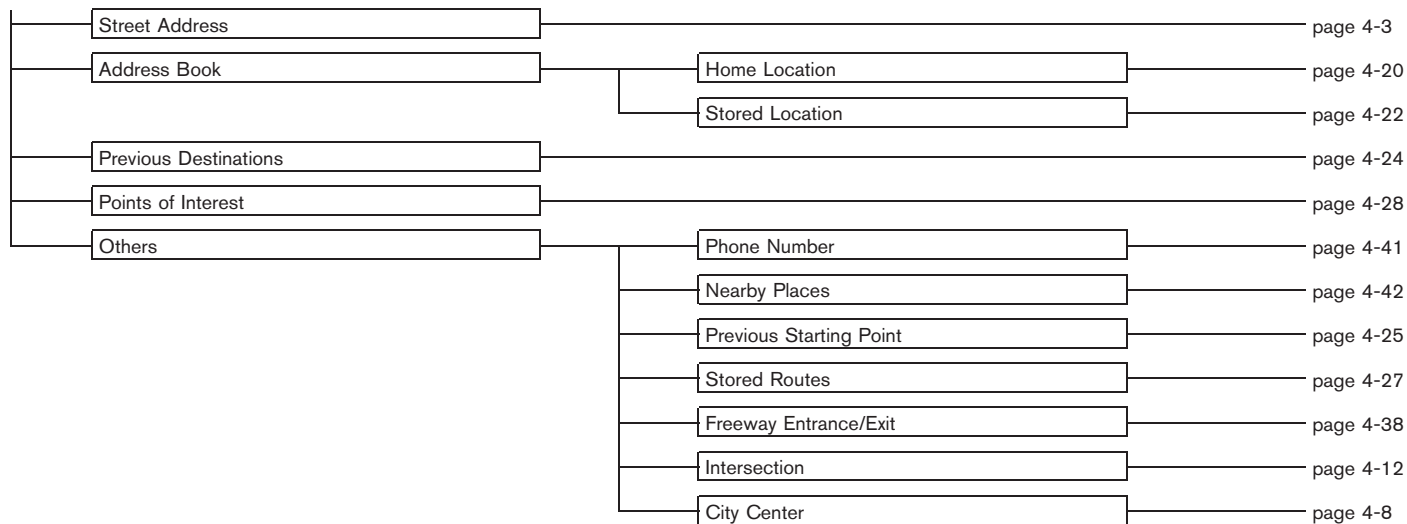 Street Address page 4-3
Address Book Home Location page 4-20
Stored Location page 4-22
Previous Destinations page 4-24
Points of Interest page 4-28
Others Phone Number page 4-41
Nearby Places page 4-42
Previous Starting Point page 4-25
Stored Routes page 4-27
Freeway Entrance/Exit page 4-38
Intersection page 4-12
City Center page 4-8